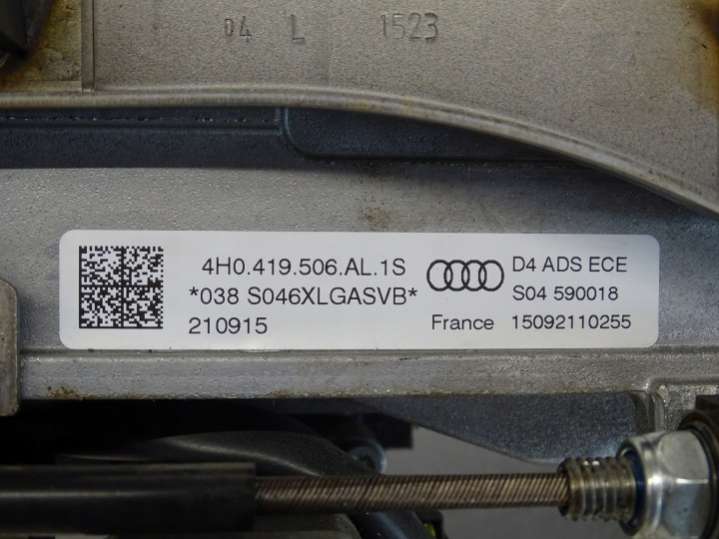 04 L 1523
4H0.419.506.AL.1S
*038 S046XLGASVB*
210915
D4 ADS ECE
S04 590018
France 15092110255